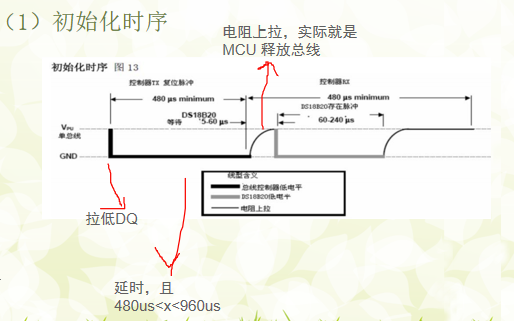 （1）初始化时序
电阻上拉，实际就是
MCU 释放总线
初始化时序 图 13
控制器TX 复位脉冲
控制器RX
480 μs minimum
480 μs minimum
DS18B20
等待 15-60 μs
DS18B20存在脉冲
60-240 μs
VPU
单总线
GND
线型含义
总线控制器低电平
DS18B20低电平
电阻上拉
拉低DQ
延时，且
480us<x<960us